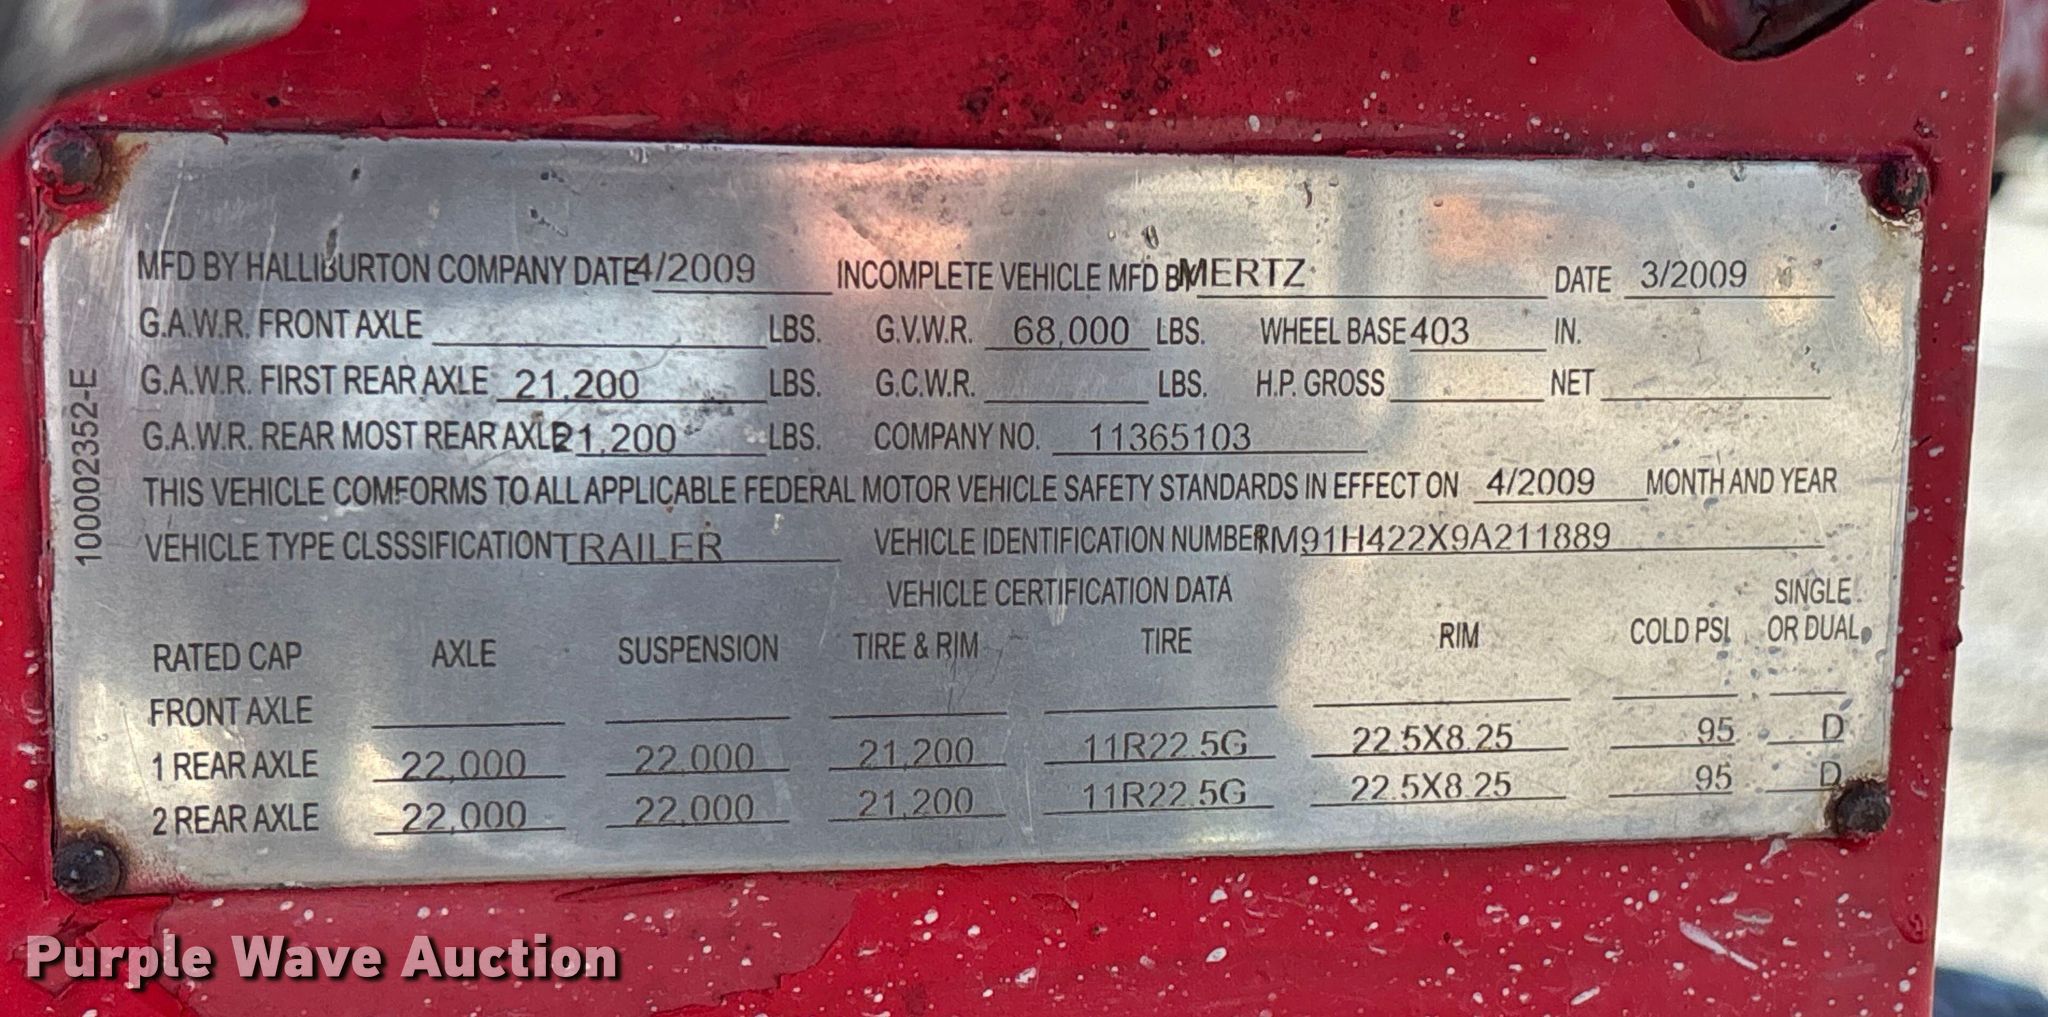 MFD BY HALLIBURTON COMPANY DATE 4/2009 INCOMPLETE VEHICLE MFD BY MERTZ DATE 3/2009
G.A.W.R. FRONT AXLE LBS. G.V.W.R. 68,000 LBS. WHEEL BASE 403 IN.
G.A.W.R. FIRST REAR AXLE 21,200 LBS. G.C.W.R. LBS. H.P. GROSS NET
G.A.W.R. REAR MOST REAR AXLE 21,200 LBS. COMPANY NO. 11365103
THIS VEHICLE COMFORMS TO ALL APPLICABLE FEDERAL MOTOR VEHICLE SAFETY STANDARDS IN EFFECT ON 4/2009 MONTH AND YEAR
VEHICLE TYPE CLSSSIFICATION TRAILER VEHICLE IDENTIFICATION NUMBER RM91H422X9A211889
VEHICLE CERTIFICATION DATA
RATED CAP AXLE SUSPENSION TIRE & RIM TIRE RIM COLD PSI SINGLE OR DUAL
FRONT AXLE
1 REAR AXLE 22,000 22,000 21,200 11R22.5G 22.5X8.25 95 D
2 REAR AXLE 22,000 22,000 21,200 11R22.5G 22.5X8.25 95 D
100002352-E
Purple Wave Auction